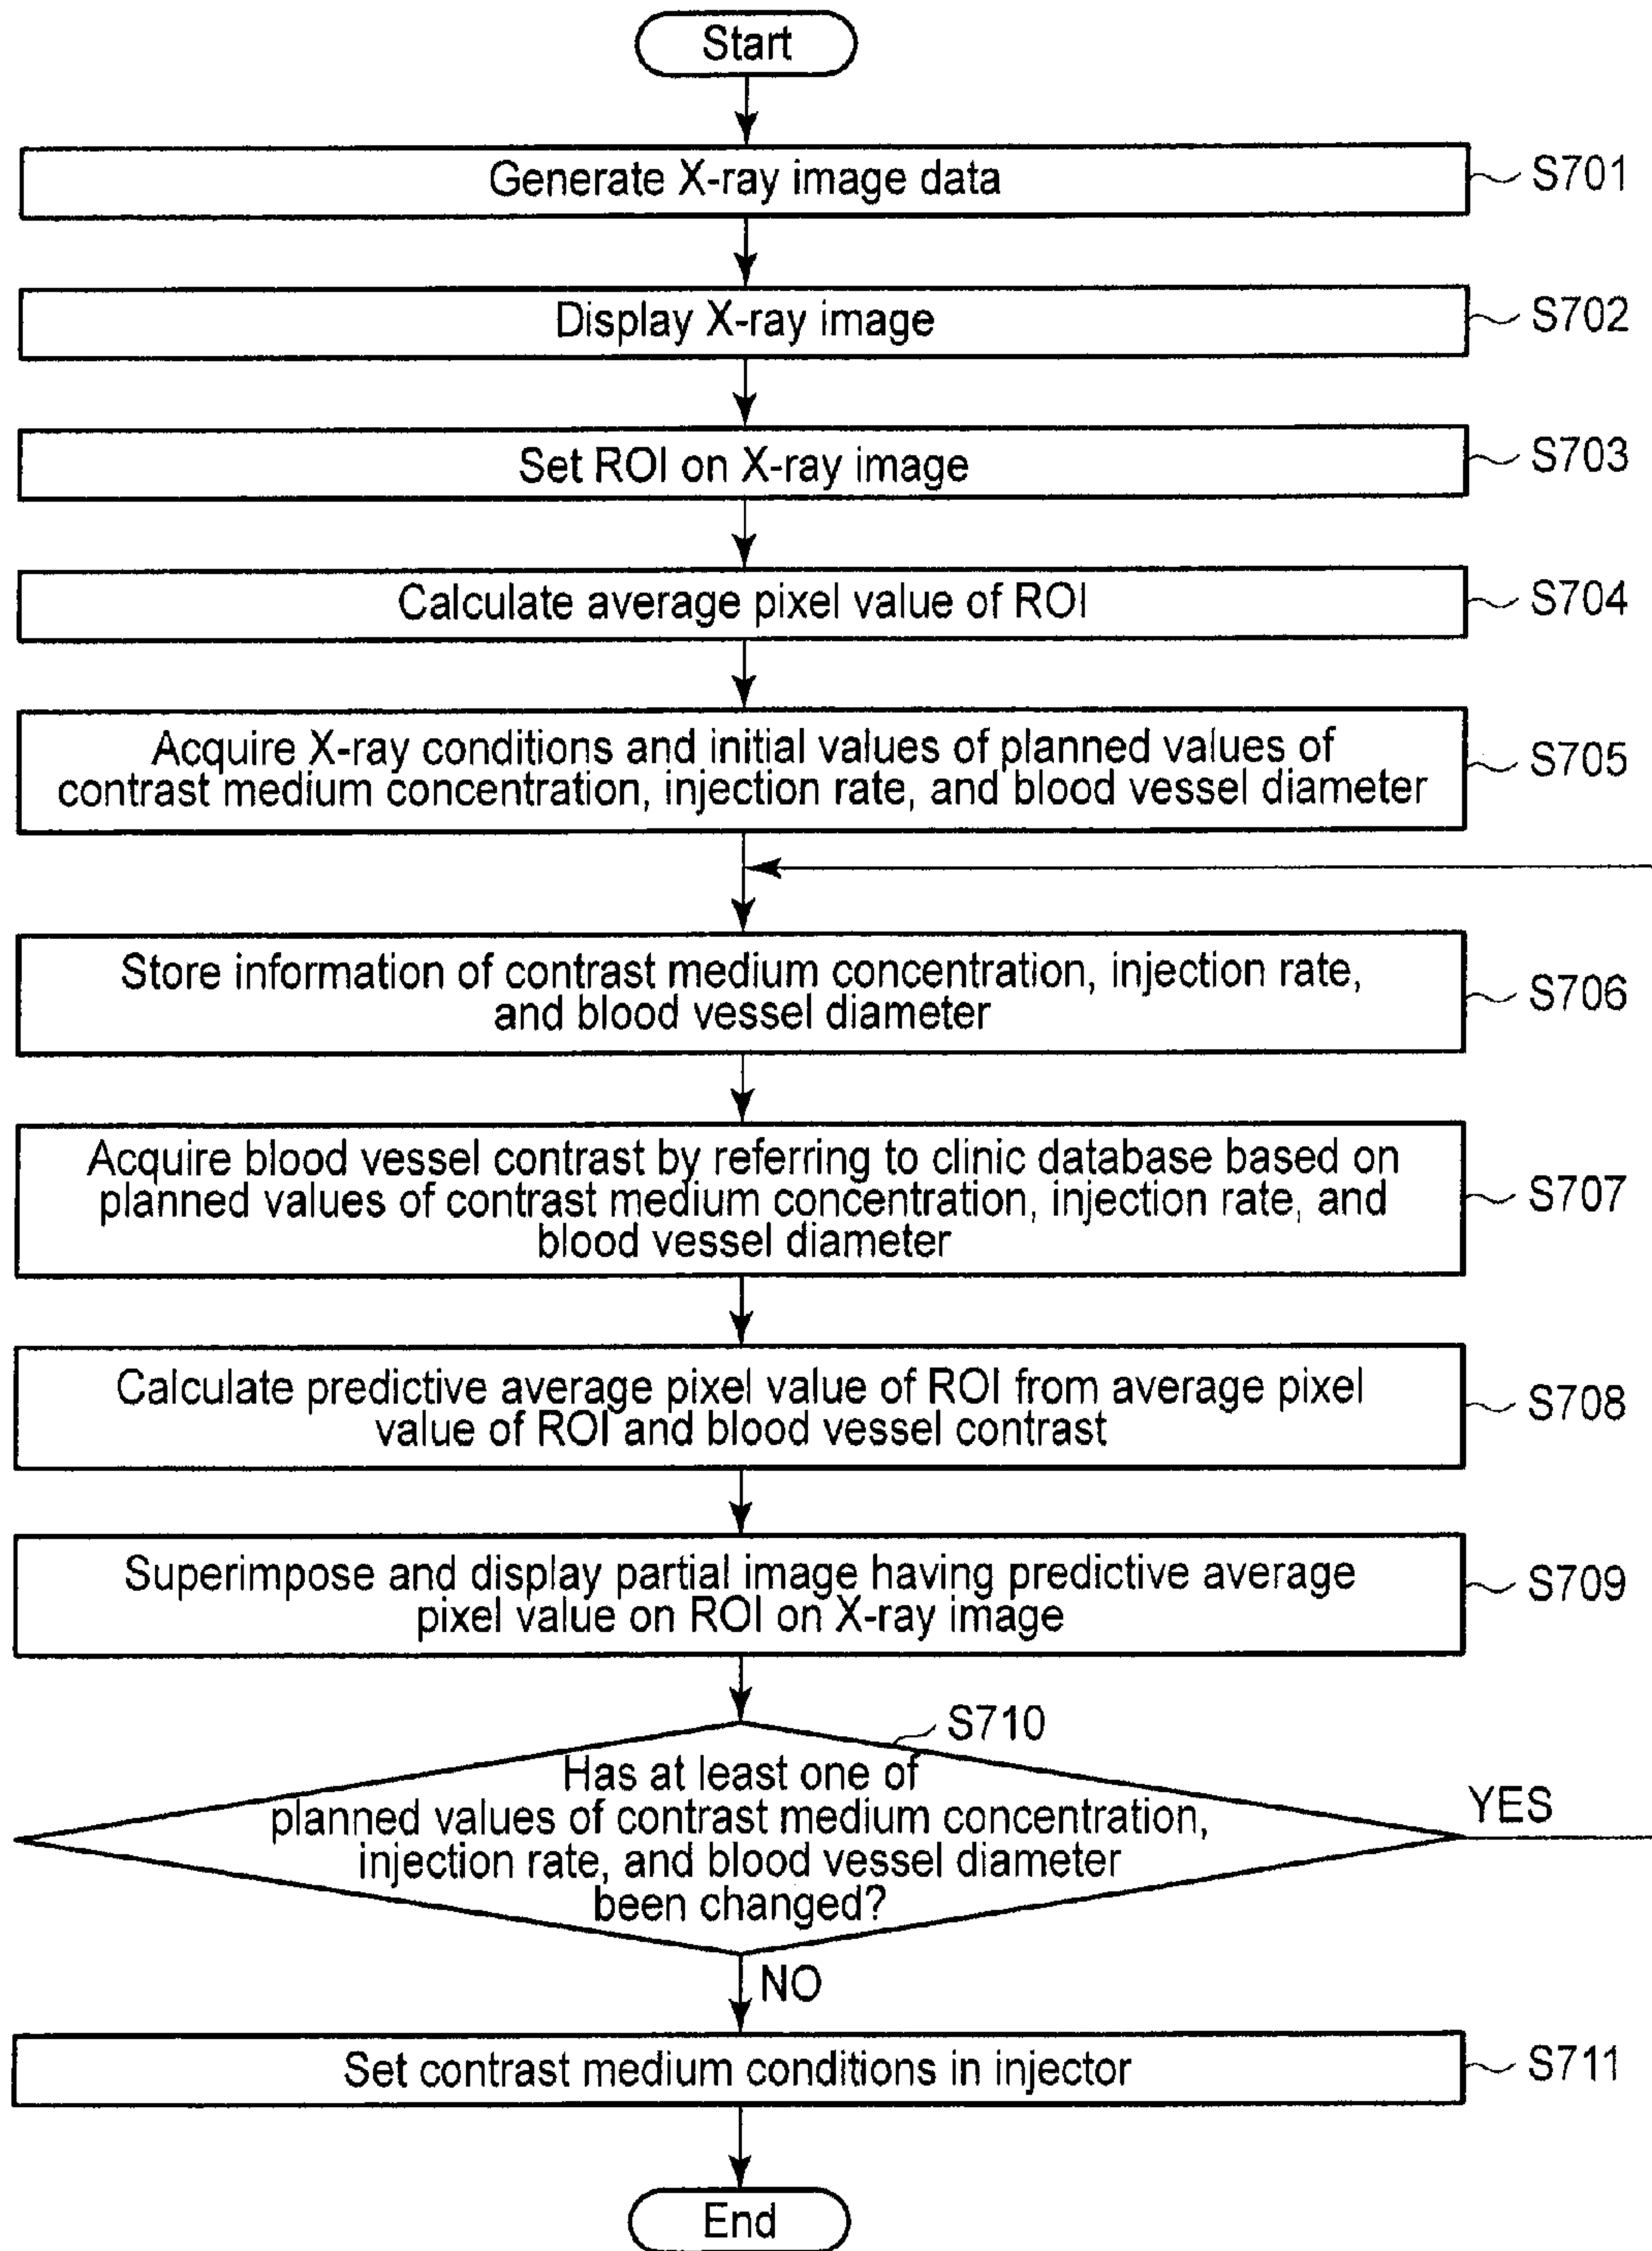 Start
Generate X-ray image data
S701
Display X-ray image
S702
Set ROI on X-ray image
S703
Calculate average pixel value of ROI
S704
Acquire X-ray conditions and initial values of planned values of
contrast medium concentration, injection rate, and blood vessel diameter
S705
Store information of contrast medium concentration, injection rate,
and blood vessel diameter
S706
Acquire blood vessel contrast by referring to clinic database based on
planned values of contrast medium concentration, injection rate, and
blood vessel diameter
S707
Calculate predictive average pixel value of ROI from average pixel
value of ROI and blood vessel contrast
S708
Superimpose and display partial image having predictive average
pixel value on ROI on X-ray image
S709
S710
Has at least one of
planned values of contrast medium concentration,
injection rate, and blood vessel diameter
been changed?
YES
NO
Set contrast medium conditions in injector
S711
End